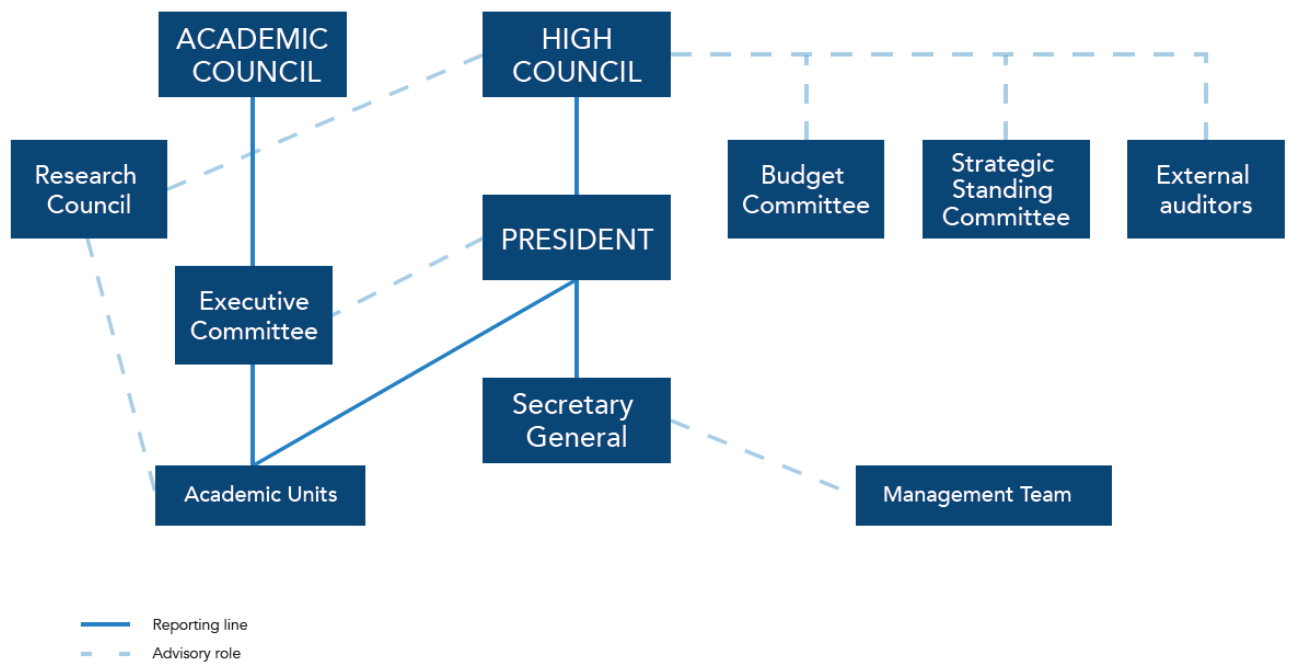 ACADEMIC
COUNCIL
HIGH
COUNCIL
Research
Council
Budget
Committee
Strategic
Standing
Committee
External
auditors
PRESIDENT
Executive
Committee
Secretary
General
Academic Units
Management Team
Reporting line
Advisory role